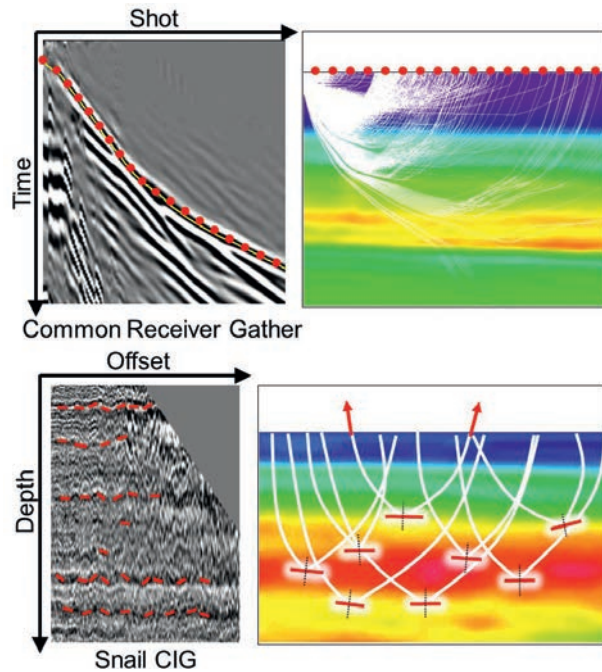 Shot
Time
Common Receiver Gather
Offset
Depth
Snail CIG